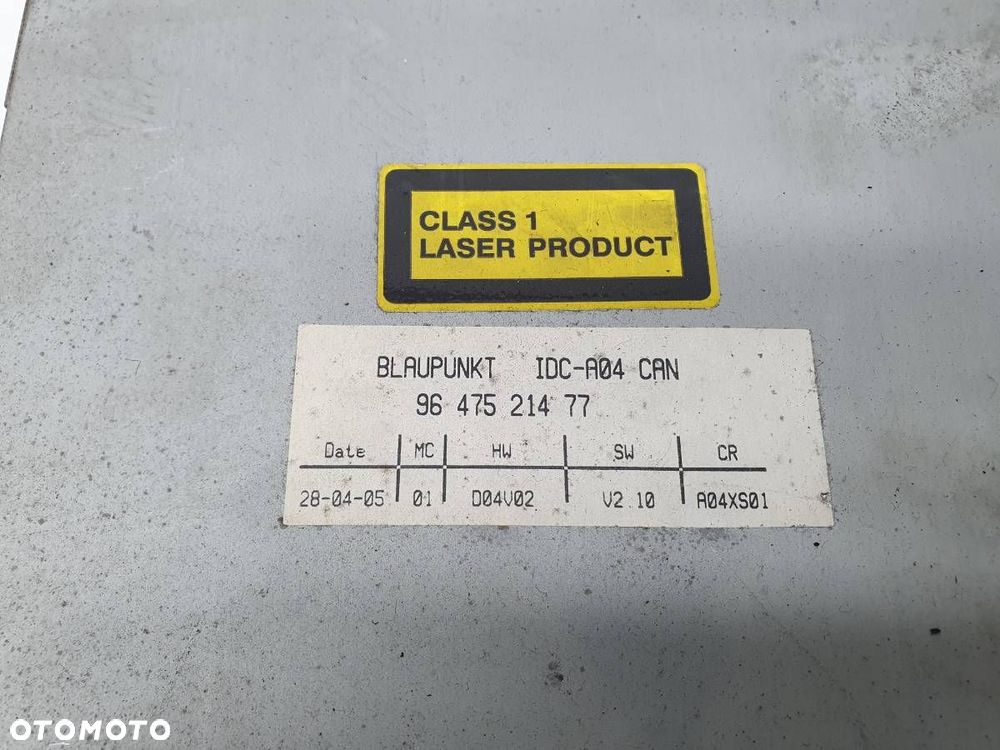 CLASS 1
LASER PRODUCT
BLAUPUNKT IDC-A04 CAN
96 475 214 77
Date MC HW SW CR
28-04-05 01 D04V02 V2.10 A04XS01
OTOMOTO